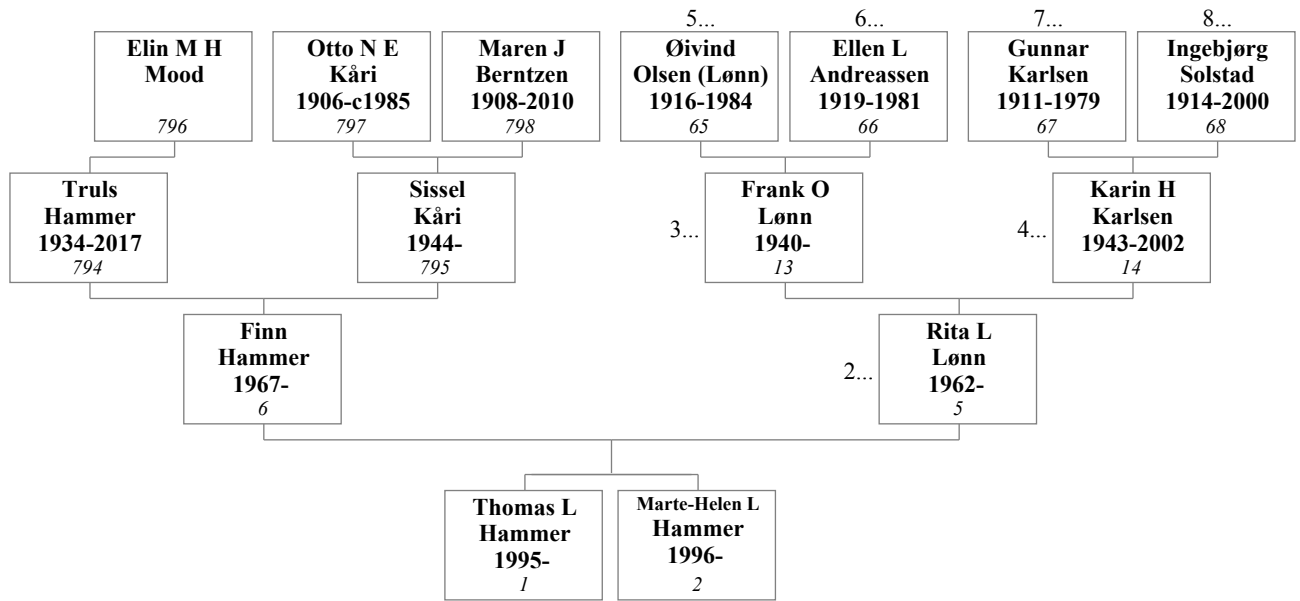 5...
6...
7...
8...
Elin M H
Mood
796
Otto N E
Kåri
1906-c1985
797
Maren J
Berntzen
1908-2010
798
Øivind
Olsen (Lønn)
1916-1984
65
Ellen L
Andreassen
1919-1981
66
Gunnar
Karlsen
1911-1979
67
Ingebjørg
Solstad
1914-2000
68
Truls
Hammer
1934-2017
794
Sissel
Kåri
1944-
795
3...
Frank O
Lønn
1940-
13
4...
Karin H
Karlsen
1943-2002
14
Finn
Hammer
1967-
6
2...
Rita L
Lønn
1962-
5
Thomas L
Hammer
1995-
1
Marte-Helen L
Hammer
1996-
2